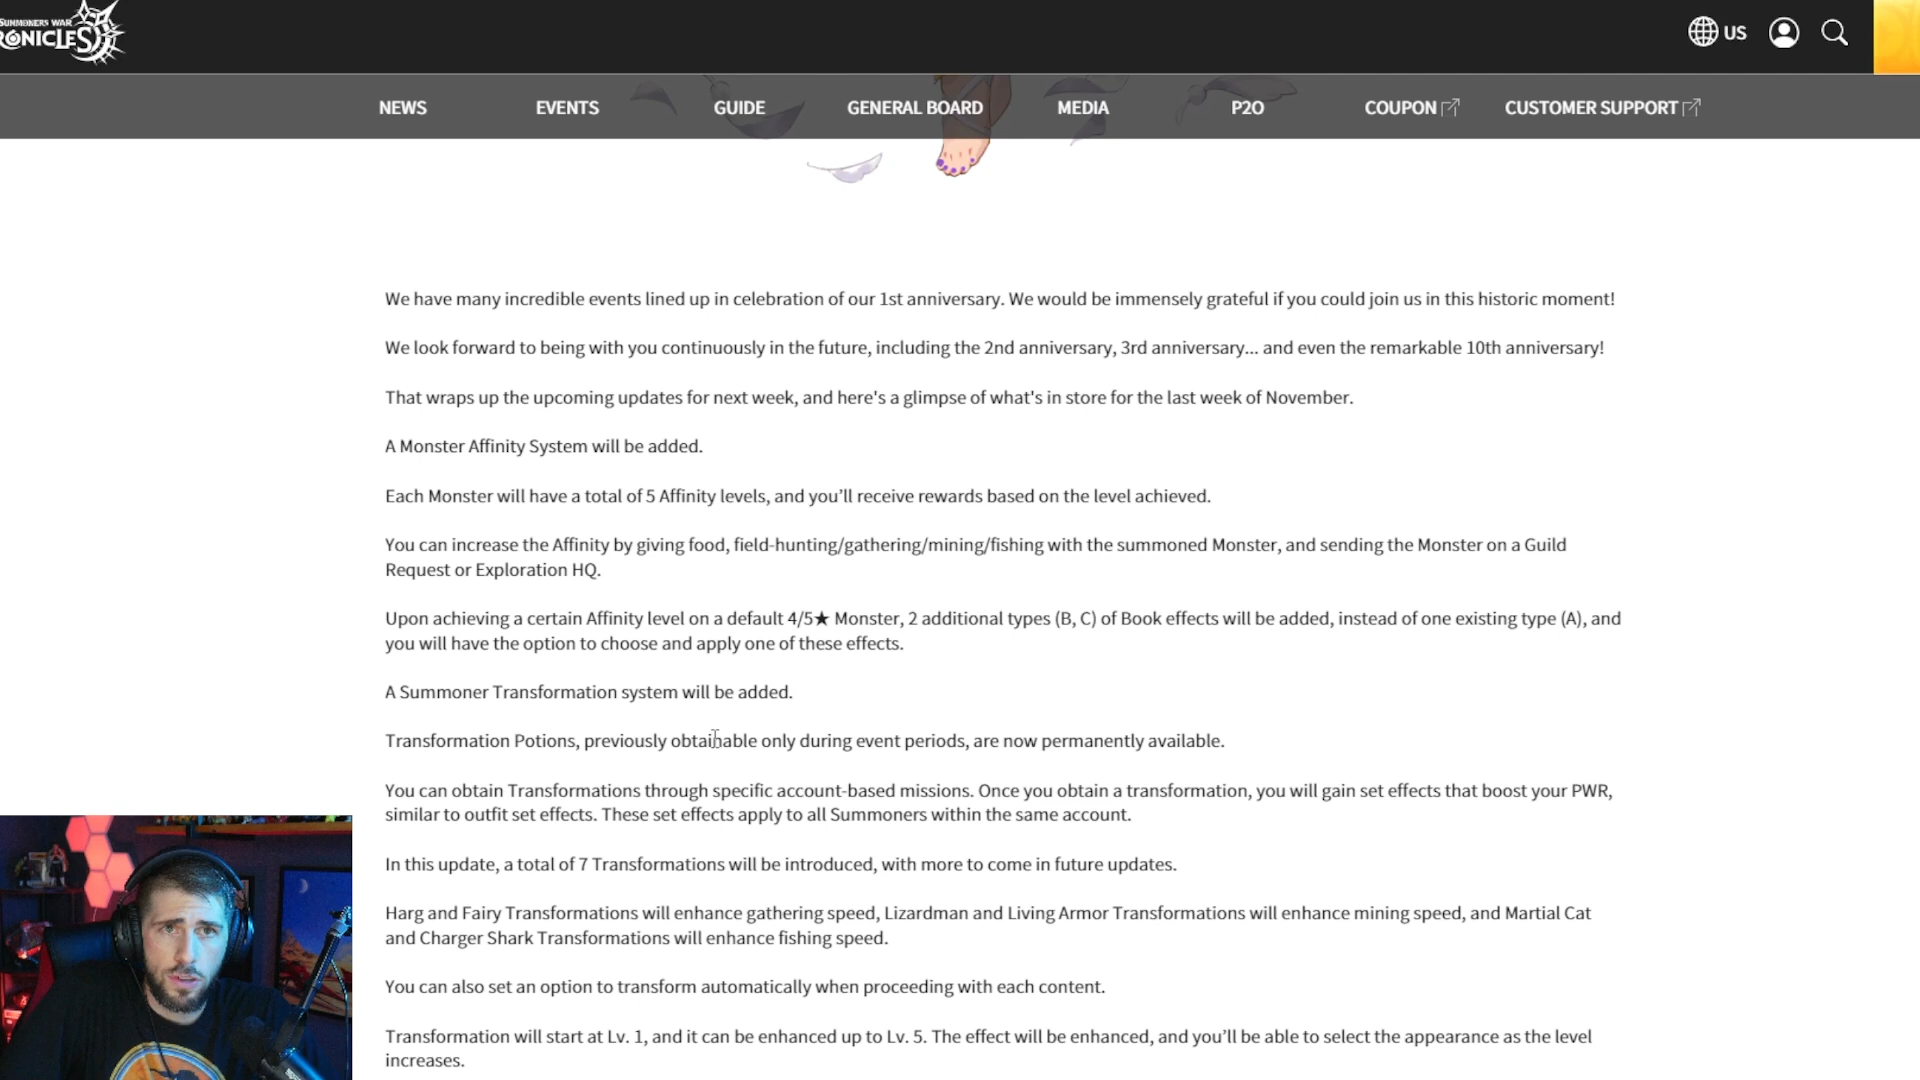 SUMMONERS WAR
RONICLES
US
NEWS
EVENTS
GUIDE
GENERAL BOARD
MEDIA
P2O
COUPON
CUSTOMER SUPPORT
We have many incredible events lined up in celebration of our 1st anniversary. We would be immensely grateful if you could join us in this historic moment!
We look forward to being with you continuously in the future, including the 2nd anniversary, 3rd anniversary... and even the remarkable 10th anniversary!
That wraps up the upcoming updates for next week, and here's a glimpse of what's in store for the last week of November.
A Monster Affinity System will be added.
Each Monster will have a total of 5 Affinity levels, and you’ll receive rewards based on the level achieved.
You can increase the Affinity by giving food, field-hunting/gathering/mining/fishing with the summoned Monster, and sending the Monster on a Guild
Request or Exploration HQ.
Upon achieving a certain Affinity level on a default 4/5★ Monster, 2 additional types (B, C) of Book effects will be added, instead of one existing type (A), and
you will have the option to choose and apply one of these effects.
A Summoner Transformation system will be added.
Transformation Potions, previously obtainable only during event periods, are now permanently available.
You can obtain Transformations through specific account-based missions. Once you obtain a transformation, you will gain set effects that boost your PWR,
similar to outfit set effects. These set effects apply to all Summoners within the same account.
In this update, a total of 7 Transformations will be introduced, with more to come in future updates.
Harg and Fairy Transformations will enhance gathering speed, Lizardman and Living Armor Transformations will enhance mining speed, and Martial Cat
and Charger Shark Transformations will enhance fishing speed.
You can also set an option to transform automatically when proceeding with each content.
Transformation will start at Lv. 1, and it can be enhanced up to Lv. 5. The effect will be enhanced, and you’ll be able to select the appearance as the level
increases.